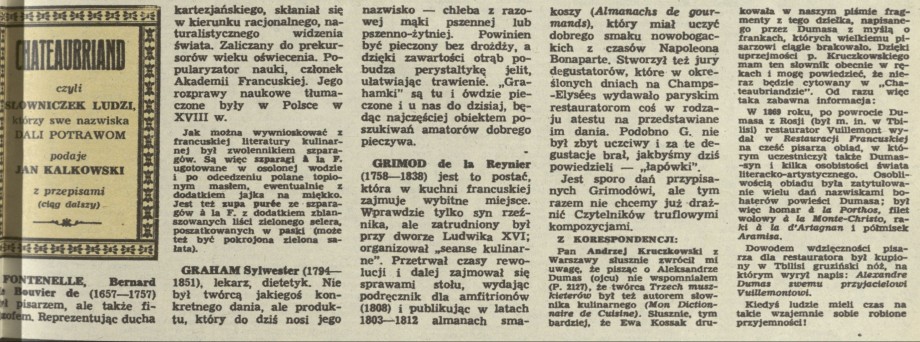 CHATEAUBRIAND
czyli
SŁOWNICZEK LUDZI,
którzy swe nazwiska
DALI POTRAWOM
podaje
JAN KALKOWSKI
z przepisami
(ciąg dalszy)
FONTENELLE, Bernard
Bouvier de (1657—1757)
pisarzem, ale także fi-
zofem. Reprezentując ducha
kartezjańskiego, skłaniał się
w kierunku racjonalnego, na-
turalistycznego widzenia
świata. Zaliczany do prekur-
sorów wieku oświecenia. Po-
pularyzator nauki, członek
Akademii Francuskiej. Jego
rozprawy naukowe tłuma-
czone były w Polsce w
XVIII w.
Jak można wywnioskować z
francuskiej literatury kulinar-
nej był zwolennikiem szpara-
gów. Są więc szparagi à la F.
ugotowane w osolonej wodzie
i po odcedzeniu polane topio-
nym masłem, ewentualnie z
dodatkiem jajka na miękko.
Jest też zupa purée ze szpara-
gów à la F. z dodatkiem zblan-
szowanych liści zielonego selera,
poszatkowanych w paski (może
też być pokrojona zielona sa-
łata).
GRAHAM Sylwester (1794—
1851), lekarz, dietetyk. Nie
był twórcą jakiegoś kon-
kretnego dania, ale produk-
tu, który do dziś nosi jego
nazwisko — chleba z razo-
wej mąki pszennej lub
pszenno-żytniej. Powinien
być pieczony bez drożdży, a
dzięki zawartości otrąb po-
budza perystaltykę jelit,
ułatwiając trawienie. „Gra-
hamki" są tu i ówdzie pie-
czone i u nas do dzisiaj, bę-
dąc najczęściej obiektem po-
szukiwań amatorów dobrego
pieczywa.
GRIMOD de la Reynier
(1758—1838) jest to postać,
która w kuchni francuskiej
zajmuje wybitne miejsce.
Wprawdzie tylko syn rzeź-
nika, ale zatrudniony był
przy dworze Ludwika XVI;
organizował „seanse kulinar-
ne". Przetrwał czasy rewo-
lucji i dalej zajmował się
sprawami stołu, wydając
podręcznik dla amfitrionów
(1808) i publikując w latach
1803—1812 almanach sma-
koszy (Almanachs de gour-
mands), który miał uczyć
dobrego smaku nowobogac-
kich z czasów Napoleona
Bonaparte. Stworzył też jury
degustatorów, które w okre-
ślonych dniach na Champs-
-Elysées wydawało paryskim
restauratorom coś w rodza-
ju atestu na przedstawiane
im dania. Podobno G. nie
był zbyt uczciwy i za te de-
gustacje brał, jakbyśmy dziś
powiedzieli — „łapówki".
Jest sporo dań przypisa-
nych Grimodówi, ale tym
razem nie chcemy już draż-
nić Czytelników truflowymi
kompozycjami.
Z KORESPONDENCJI:
Pan Andrzej Kruczkowski z
Warszawy słusznie zwrócił mi
uwagę, że pisząc o Aleksandrze
Dumas (ojcu) nie wspomniałem
(P. 2127), że twórca Trzech musz-
kieterów był też autorem słow-
nika kulinarnego (Mon Diction-
naire de Cuisine). Słusznie, tym
bardziej, że Ewa Kossak dru-
kowała w naszym piśmie frag-
menty z tego dziełka, napisane-
go przez Dumasa z myślą o
frankach, których wielkiemu pi-
sarzowi ciągle brakowało. Dzięki
uprzejmości p. Kruczkowskiego
mam ten słownik obecnie w rę-
kach i mogę powiedzieć, że nie-
raz będzie cytowany w „Cha-
teaubriandzie". Od razu więc
taka zabawna informacja:
W 1869 roku, po powrocie Du-
masa z Rosji (był m. in. w Tbi-
lisi) restaurator Vuillemont wy-
dał w Restauracji Francuskiej
na cześć pisarza obiad, w któ-
rym uczestniczył także Dumas-
-syn i kilka osobistości świata
literacko-artystycznego. Osobli-
wością obiadu była zatytułowa-
nie wielu dań nazwiskami bo-
haterów powieści Dumasa; był
więc homar à la Porthos, filet
wołowy à la Monte-Christo, ra-
ki à la d'Artagnan i półmisek
Aramisa.
Dowodem wdzięczności pisa-
rza dla restauratora był kupio-
ny w Tbilisi gruziński nóż, na
którym wyrył napis: Alexandre
Dumas swemu przyjacielowi
Vuillemontowi.
Kiedyś ludzie mieli czas na
takie wzajemnie sobie robione
przyjemności!